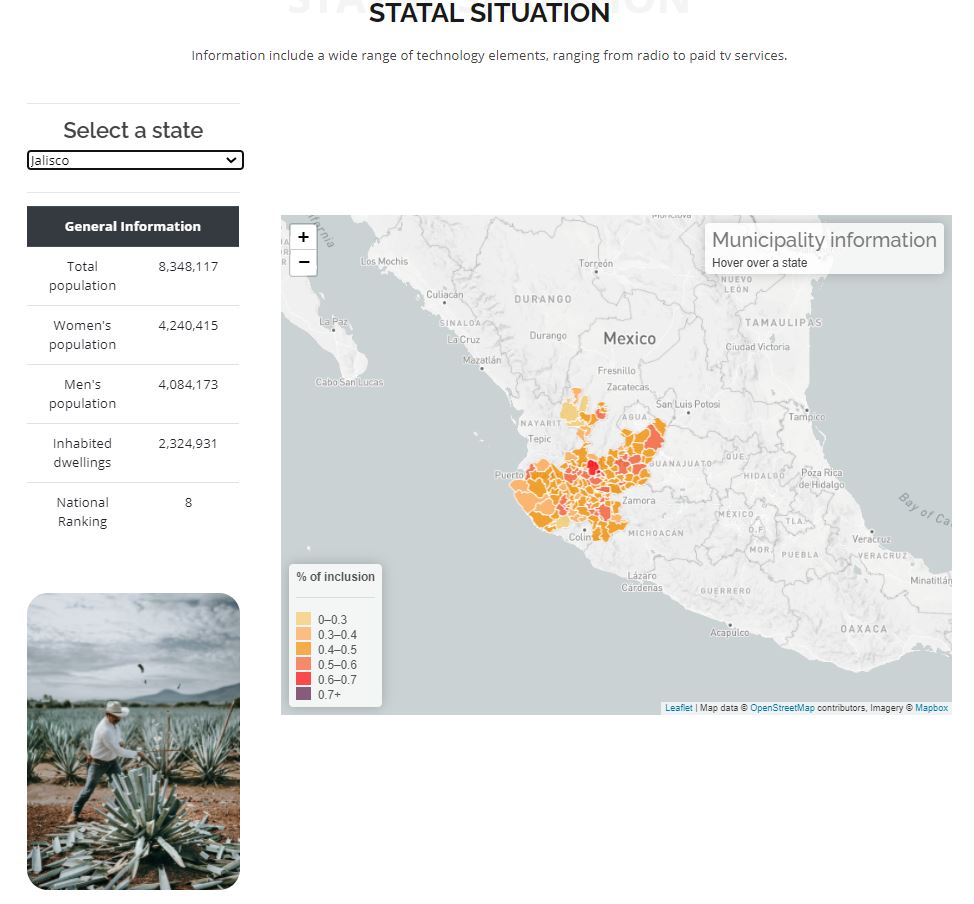 STATAL SITUATION
Information include a wide range of technology elements, ranging from radio to paid tv services.
Select a state
Jalisco
General Information
Total population 8,348,117
Women's population 4,240,415
Men's population 4,084,173
Inhabited dwellings 2,324,931
National Ranking 8
+
−
Municipality information
Hover over a state
Los Mochis
Torreón
NUEVO LEÓN
Culiacán
DURANGO
SINALOA
TAMAULIPAS
La Paz
La Cruz
Durango
Mexico
Ciudad Victoria
Mazatlán
Fresnillo
Cabo San Lucas
Zacatecas
San Luis Potosí
Tampico
NAYARIT
AGUA
Tepic
Puerto
GUANAJUATO
QUE.
HIDALGO
Poza Rica de Hidalgo
Zamora
MÉXICO
TLA.
D.F.
Bay of Ca
Colim
MICHOACÁN
Veracruz
MOR.
PUEBLA
VERACRUZ
Lázaro Cárdenas
GUERRERO
Minatitlán
Acapulco
OAXACA
% of inclusion
0–0.3
0.3–0.4
0.4–0.5
0.5–0.6
0.6–0.7
0.7+
Leaflet | Map data © OpenStreetMap contributors, Imagery © Mapbox